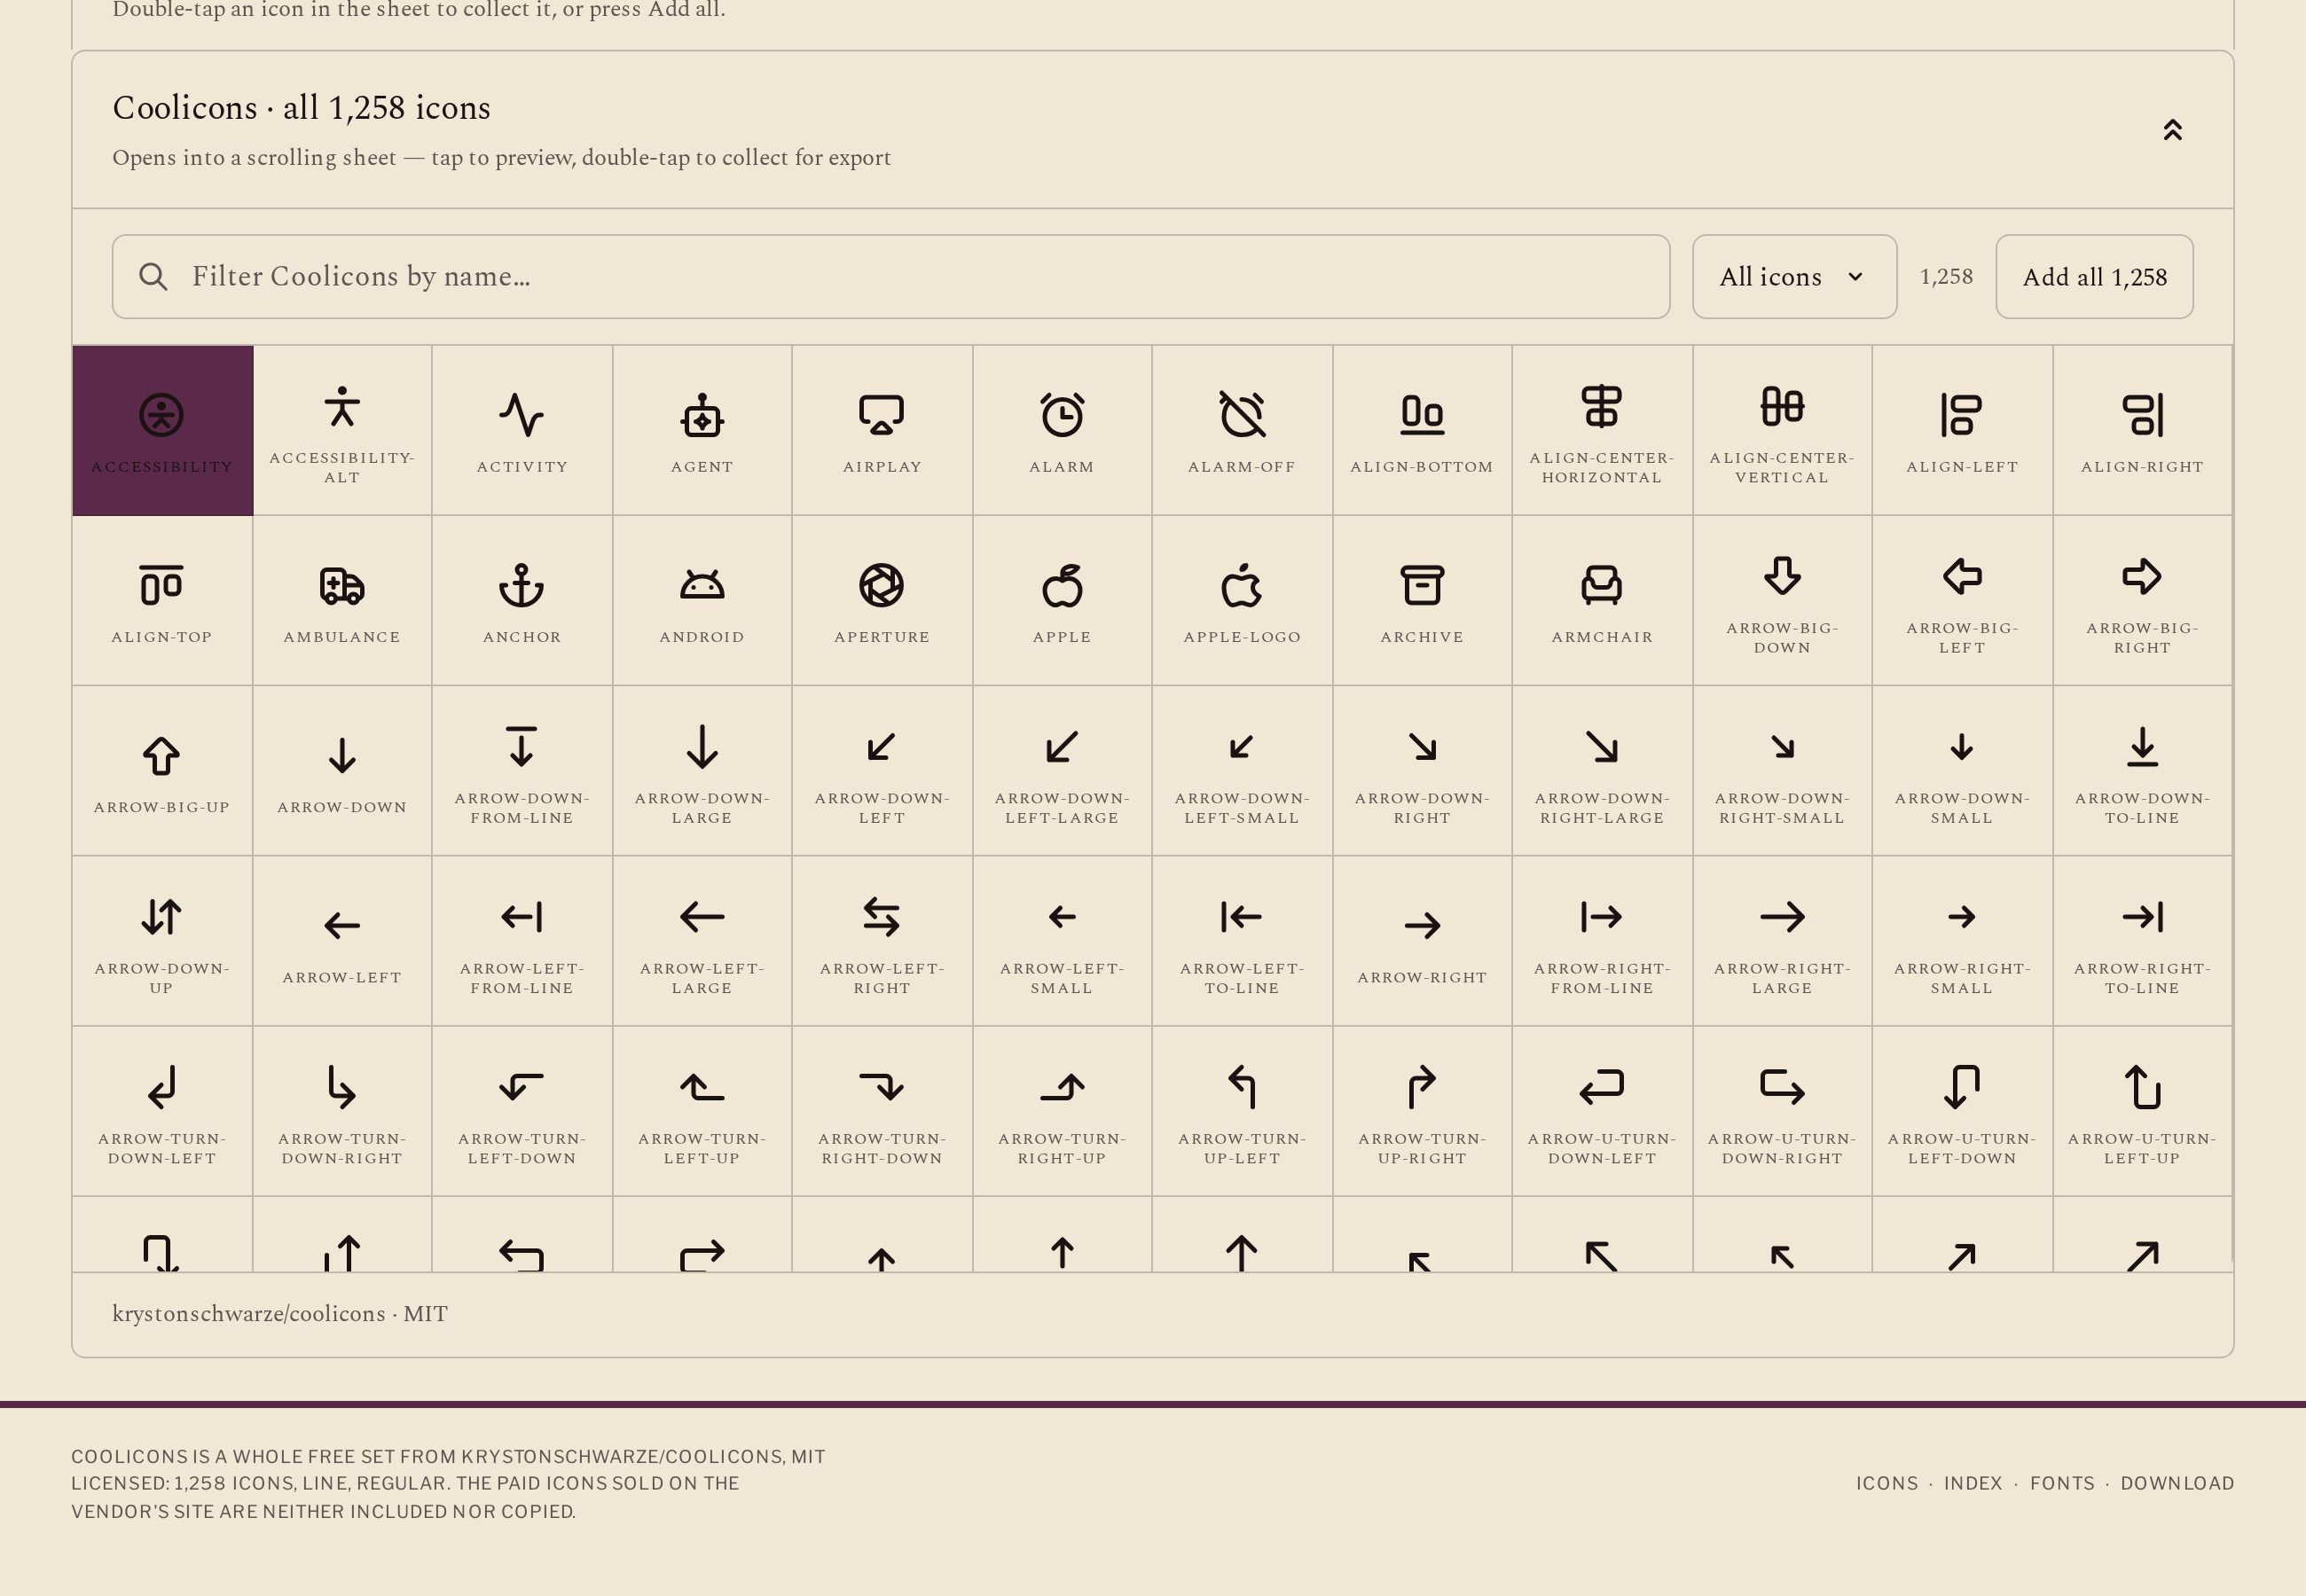 Double-tap an icon in the sheet to collect it, or press Add all.
Coolicons · all 1,258 icons
Opens into a scrolling sheet — tap to preview, double-tap to collect for export
Filter Coolicons by name...
All icons
1,258
Add all 1,258
ACCESSIBILITY
ACCESSIBILITY-
ALT
ACTIVITY
AGENT
AIRPLAY
ALARM
ALARM-OFF
ALIGN-BOTTOM
ALIGN-CENTER-
HORIZONTAL
ALIGN-CENTER-
VERTICAL
ALIGN-LEFT
ALIGN-RIGHT
ALIGN-TOP
AMBULANCE
ANCHOR
ANDROID
APERTURE
APPLE
APPLE-LOGO
ARCHIVE
ARMCHAIR
ARROW-BIG-
DOWN
ARROW-BIG-
LEFT
ARROW-BIG-
RIGHT
ARROW-BIG-UP
ARROW-DOWN
ARROW-DOWN-
FROM-LINE
ARROW-DOWN-
LARGE
ARROW-DOWN-
LEFT
ARROW-DOWN-
LEFT-LARGE
ARROW-DOWN-
LEFT-SMALL
ARROW-DOWN-
RIGHT
ARROW-DOWN-
RIGHT-LARGE
ARROW-DOWN-
RIGHT-SMALL
ARROW-DOWN-
SMALL
ARROW-DOWN-
TO-LINE
ARROW-DOWN-
UP
ARROW-LEFT
ARROW-LEFT-
FROM-LINE
ARROW-LEFT-
LARGE
ARROW-LEFT-
RIGHT
ARROW-LEFT-
SMALL
ARROW-LEFT-
TO-LINE
ARROW-RIGHT
ARROW-RIGHT-
FROM-LINE
ARROW-RIGHT-
LARGE
ARROW-RIGHT-
SMALL
ARROW-RIGHT-
TO-LINE
ARROW-TURN-
DOWN-LEFT
ARROW-TURN-
DOWN-RIGHT
ARROW-TURN-
LEFT-DOWN
ARROW-TURN-
LEFT-UP
ARROW-TURN-
RIGHT-DOWN
ARROW-TURN-
RIGHT-UP
ARROW-TURN-
UP-LEFT
ARROW-TURN-
UP-RIGHT
ARROW-U-TURN-
DOWN-LEFT
ARROW-U-TURN-
DOWN-RIGHT
ARROW-U-TURN-
LEFT-DOWN
ARROW-U-TURN-
LEFT-UP
krystonschwarze/coolicons · MIT
COOLICONS IS A WHOLE FREE SET FROM KRYSTONSCHWARZE/COOLICONS, MIT
LICENSED: 1,258 ICONS, LINE, REGULAR. THE PAID ICONS SOLD ON THE
VENDOR'S SITE ARE NEITHER INCLUDED NOR COPIED.
ICONS · INDEX · FONTS · DOWNLOAD